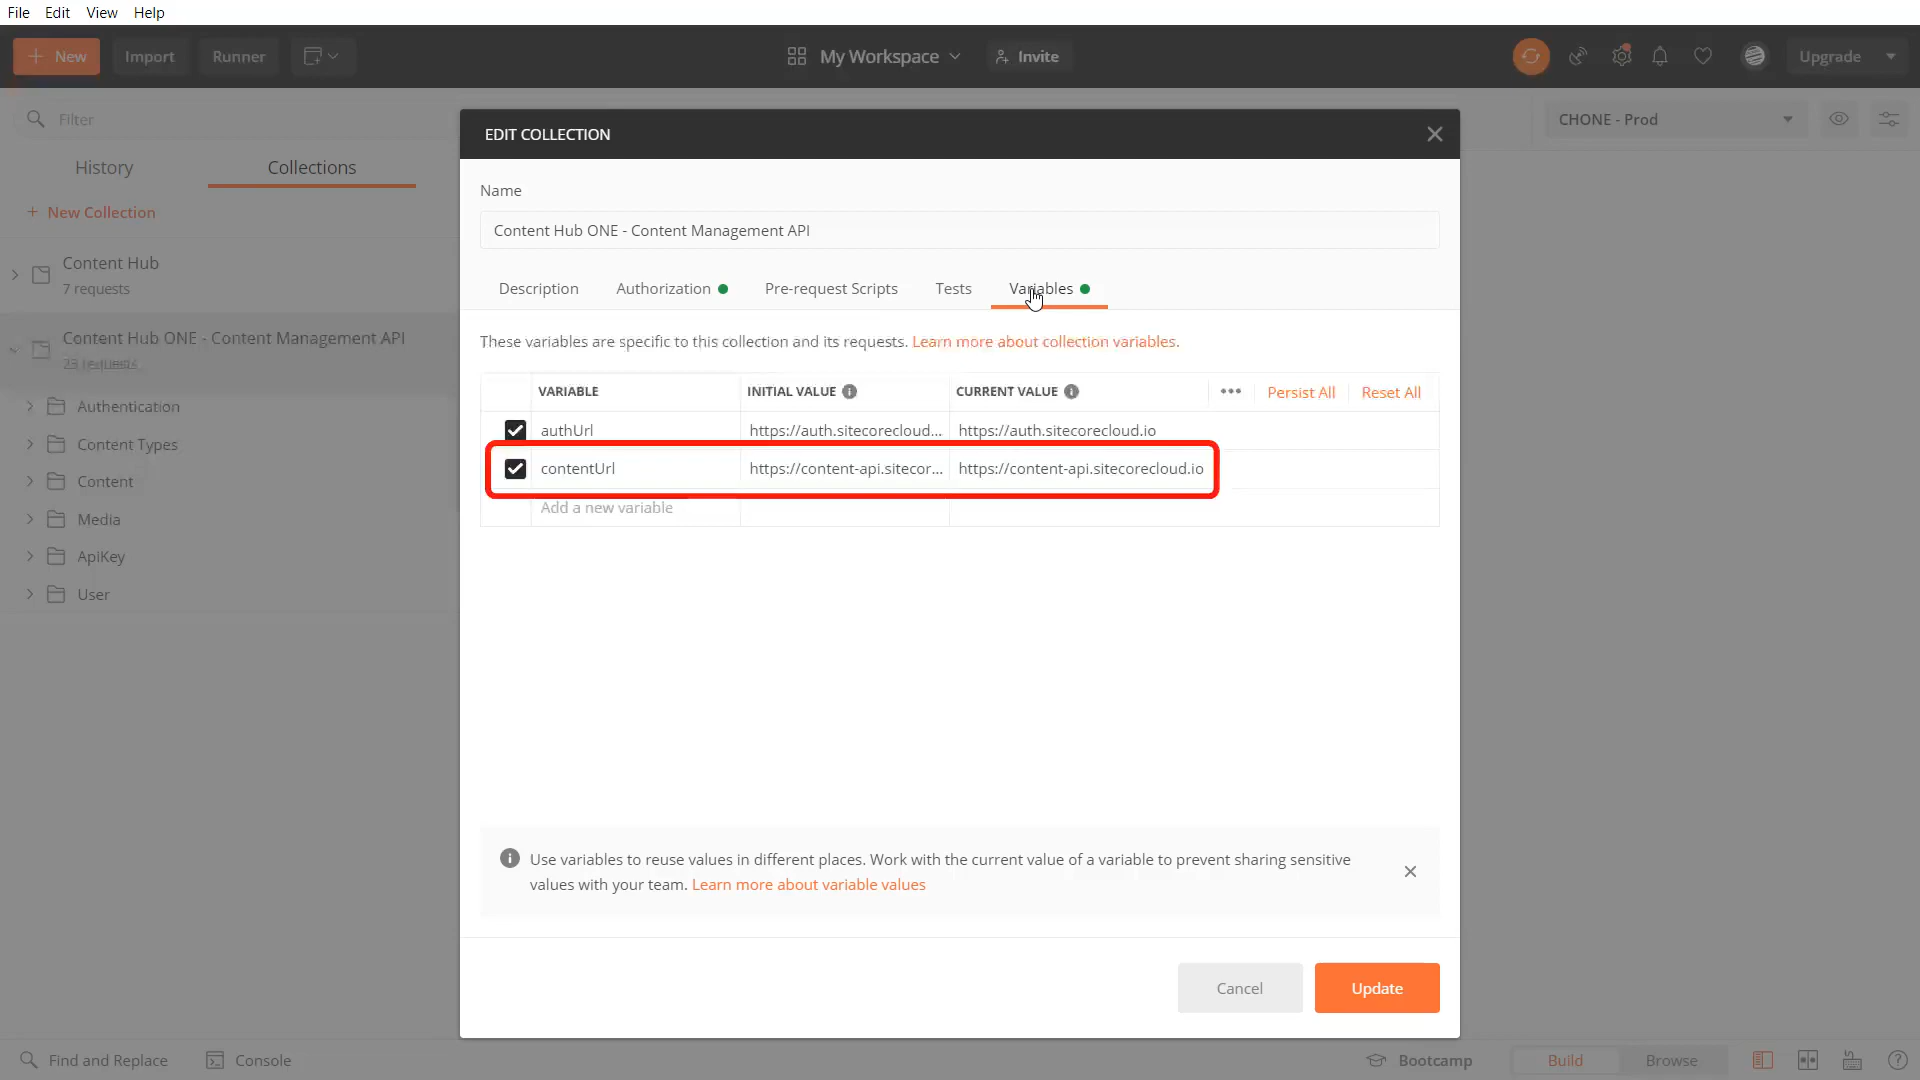 File Edit View Help
New Import Runner My Workspace Invite Upgrade
Filter
CHONE - Prod
EDIT COLLECTION
History Collections
Name
New Collection
Content Hub ONE - Content Management API
Content Hub
7 requests
Description Authorization Pre-request Scripts Tests Variables
Content Hub ONE - Content Management API
23 requests
These variables are specific to this collection and its requests. Learn more about collection variables.
VARIABLE INITIAL VALUE CURRENT VALUE Persist All Reset All
Authentication
authUrl https://auth.sitecorecloud... https://auth.sitecorecloud.io
Content Types
contentUrl https://content-api.sitecor... https://content-api.sitecorecloud.io
Content
Add a new variable
Media
ApiKey
User
Use variables to reuse values in different places. Work with the current value of a variable to prevent sharing sensitive
values with your team. Learn more about variable values
Cancel Update
Find and Replace Console Bootcamp Build Browse